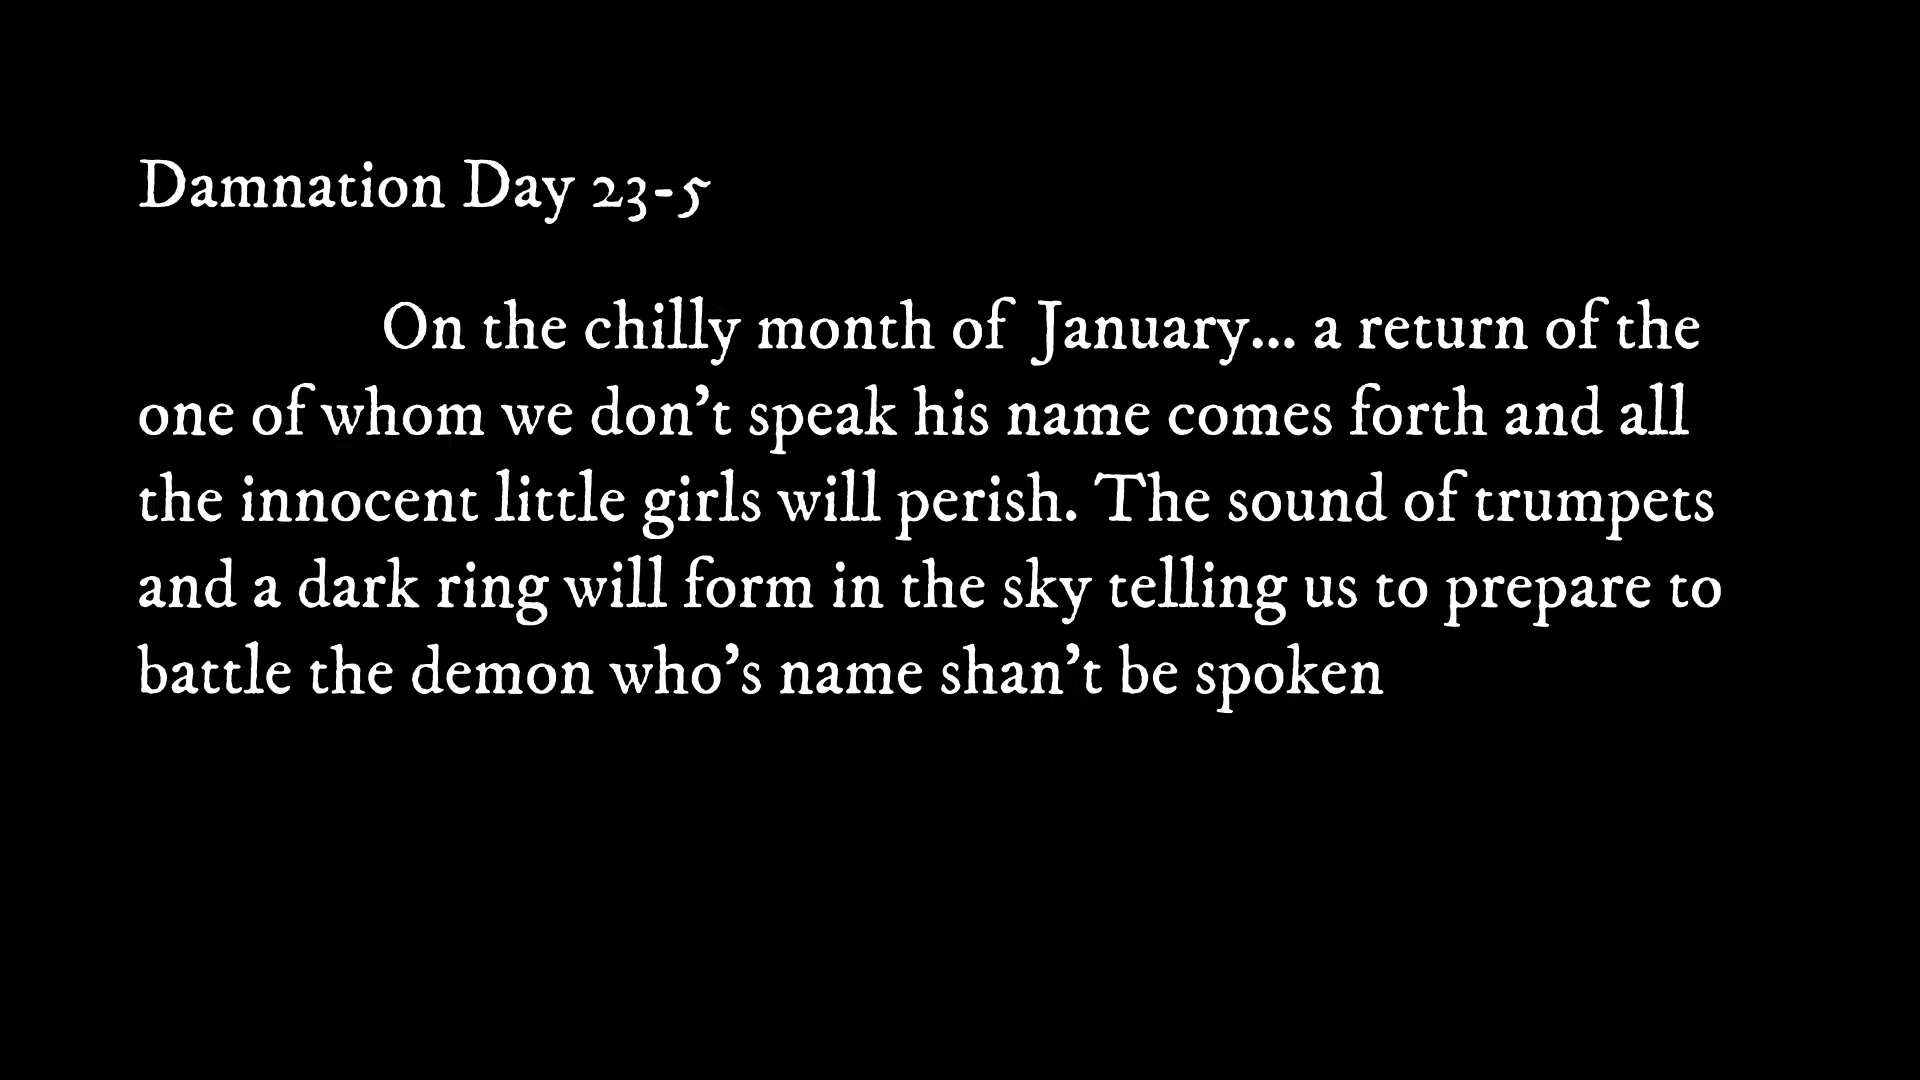 Damnation Day 23-5
On the chilly month of January... a return of the
one of whom we don't speak his name comes forth and all
the innocent little girls will perish. The sound of trumpets
and a dark ring will form in the sky telling us to prepare to
battle the demon who's name shan't be spoken